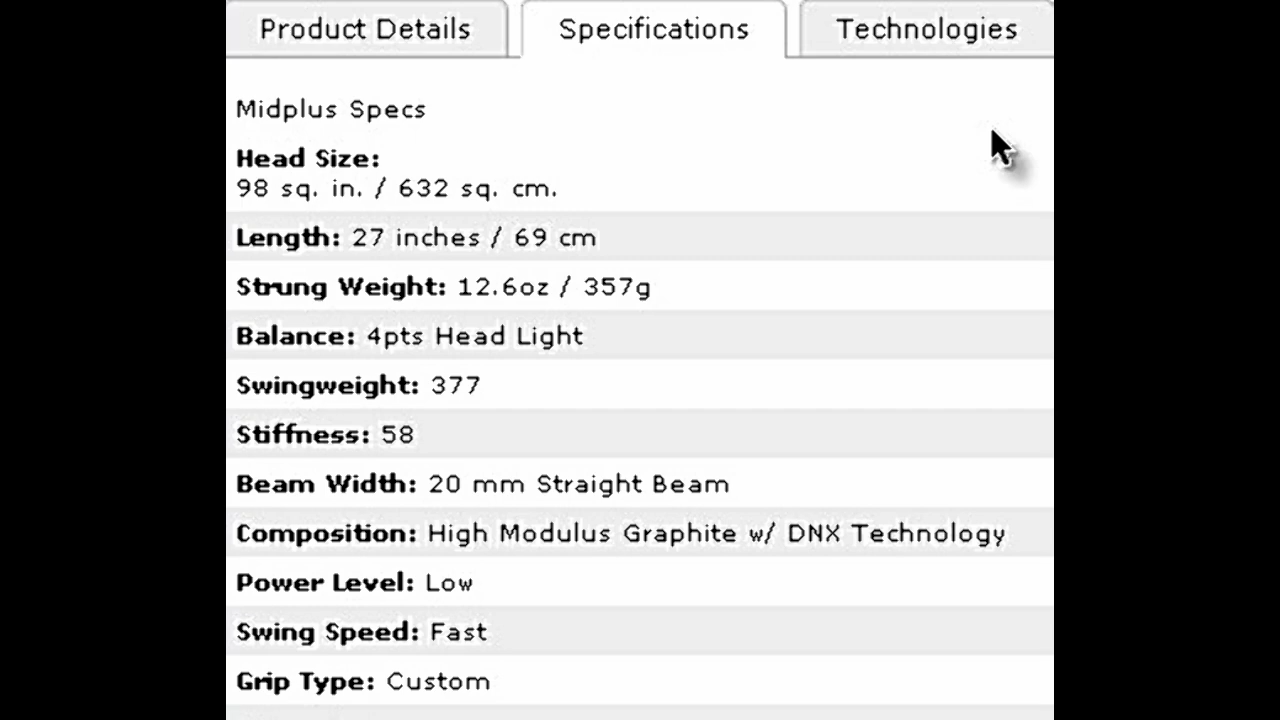 Product Details Specifications Technologies
Midplus Specs
Head Size:
98 sq. in. / 632 sq. cm.
Length: 27 inches / 69 cm
Strung Weight: 12.6oz / 357g
Balance: 4pts Head Light
Swingweight: 377
Stiffness: 58
Beam Width: 20 mm Straight Beam
Composition: High Modulus Graphite w/ DNX Technology
Power Level: Low
Swing Speed: Fast
Grip Type: Custom